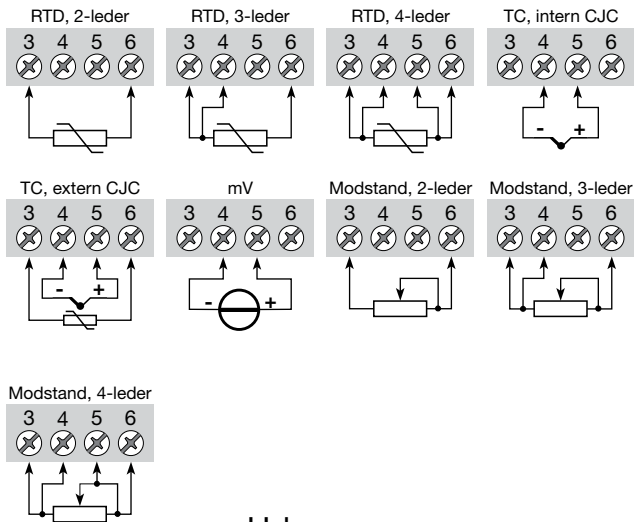 RTD, 2-leder
3 4 5 6
RTD, 3-leder
3 4 5 6
RTD, 4-leder
3 4 5 6
TC, intern CJC
3 4 5 6
- +
TC, extern CJC
3 4 5 6
- +
mV
3 4 5 6
- +
Modstand, 2-leder
3 4 5 6
Modstand, 3-leder
3 4 5 6
Modstand, 4-leder
3 4 5 6